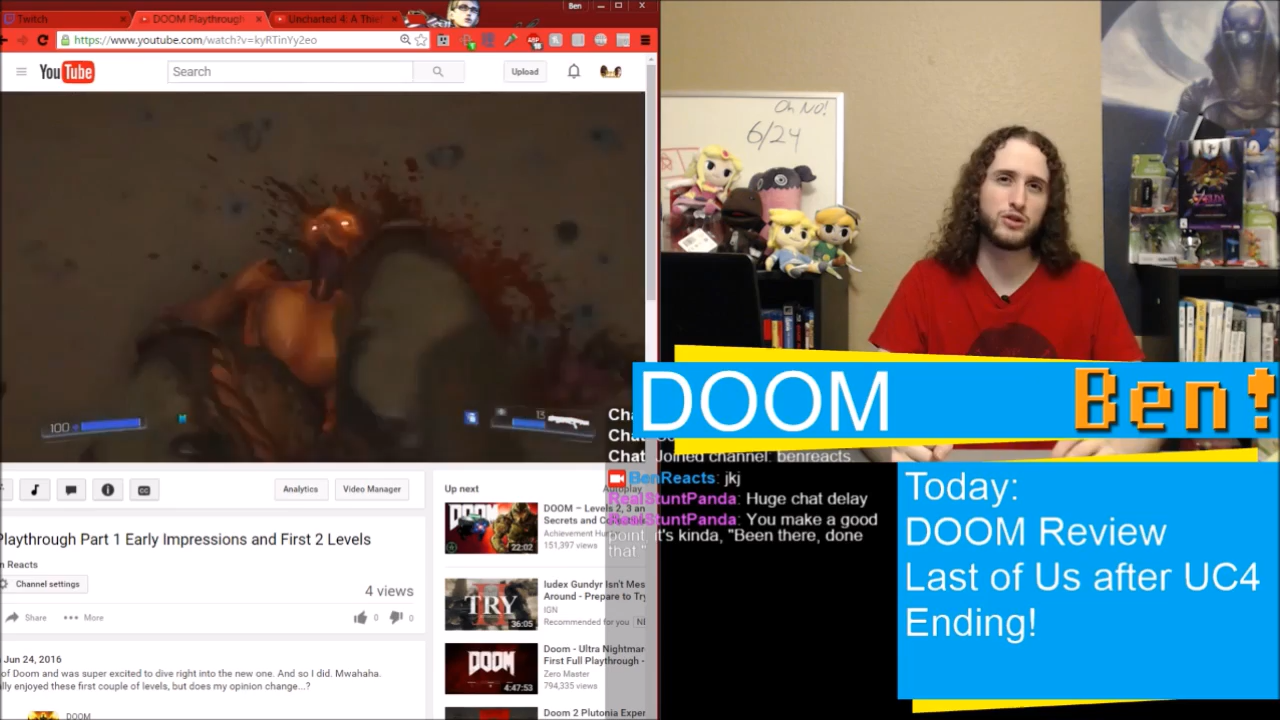 Twitch
DOOM Playthrough
Uncharted 4: A Thief
Ben
https://www.youtube.com/watch?v=kyRTinYy2eo
YouTube
Search
Upload
100
13
Analytics
Video Manager
Playthrough Part 1 Early Impressions and First 2 Levels
n Reacts
Channel settings
4 views
Share
More
0
0
Jun 24, 2016
of Doom and was super excited to dive right into the new one. And so I did. Mwahaha.
lly enjoyed these first couple of levels, but does my opinion change...?
DOOM
Up next
Autoplay
DOOM – Levels 2, 3 an
Secrets and Co
Achievement Hu
151,397 views
22:02
Iudex Gundyr Isn't Mes
Around - Prepare to Try
IGN
Recommended for you
TRY
36:05
Doom - Ultra Nightmar
First Full Playthrough -
Zero Master
794,335 views
DOOM
4:47:53
Doom 2 Plutonia Exper
Oh NO!
6/24
ZELDA
DOOM
Ben!
Cha
Chat
Chat: Joined channel: benreacts
BenReacts: jkj
RealStuntPanda: Huge chat delay
RealStuntPanda: You make a good
point, it's kinda, "Been there, done
that."
Today:
DOOM Review
Last of Us after UC4
Ending!